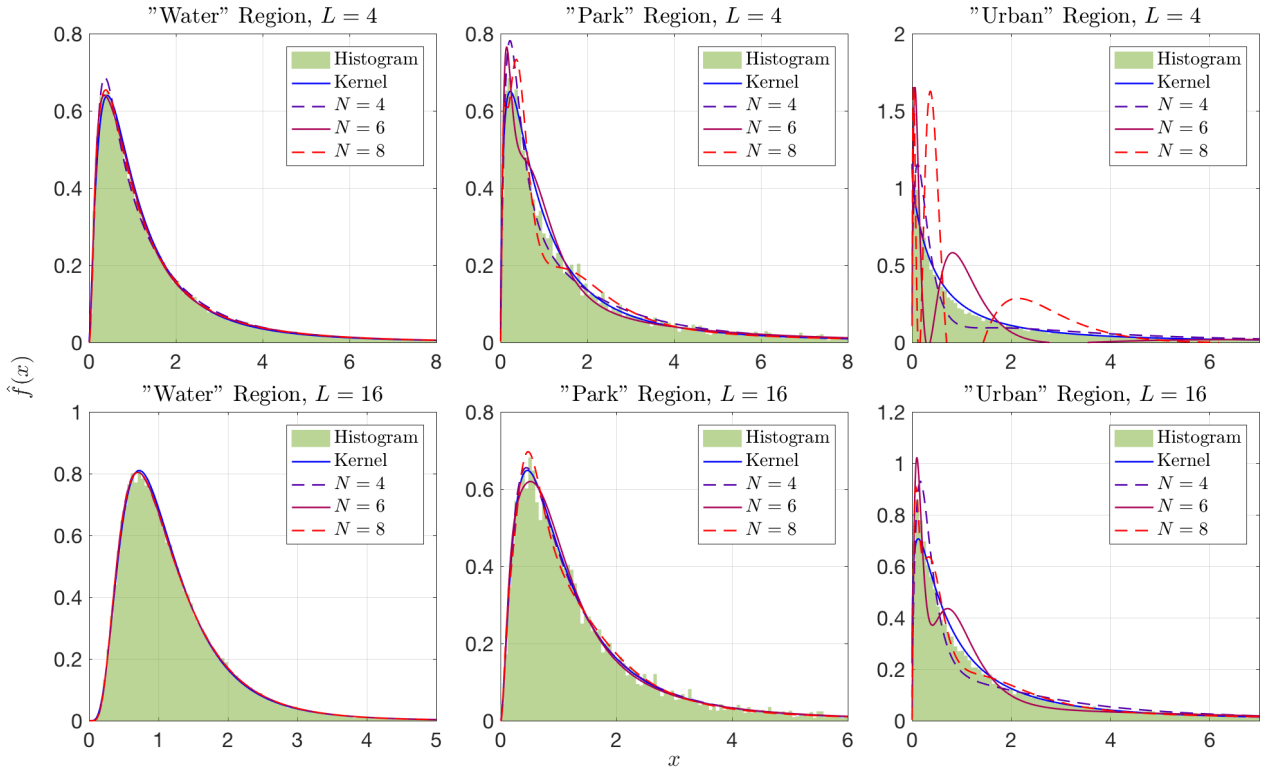 "Water" Region, L = 4
0.8
0.6
0.4
0.2
0
0 2 4 6 8
Histogram
Kernel
N = 4
N = 6
N = 8
"Park" Region, L = 4
0.8
0.6
0.4
0.2
0
0 2 4 6 8
Histogram
Kernel
N = 4
N = 6
N = 8
"Urban" Region, L = 4
2
1.5
1
0.5
0
0 2 4 6
Histogram
Kernel
N = 4
N = 6
N = 8
f̂(x)
"Water" Region, L = 16
1
0.8
0.6
0.4
0.2
0
0 1 2 3 4 5
Histogram
Kernel
N = 4
N = 6
N = 8
"Park" Region, L = 16
0.8
0.6
0.4
0.2
0
0 2 4 6
Histogram
Kernel
N = 4
N = 6
N = 8
x
"Urban" Region, L = 16
1.2
1
0.8
0.6
0.4
0.2
0
0 2 4 6
Histogram
Kernel
N = 4
N = 6
N = 8